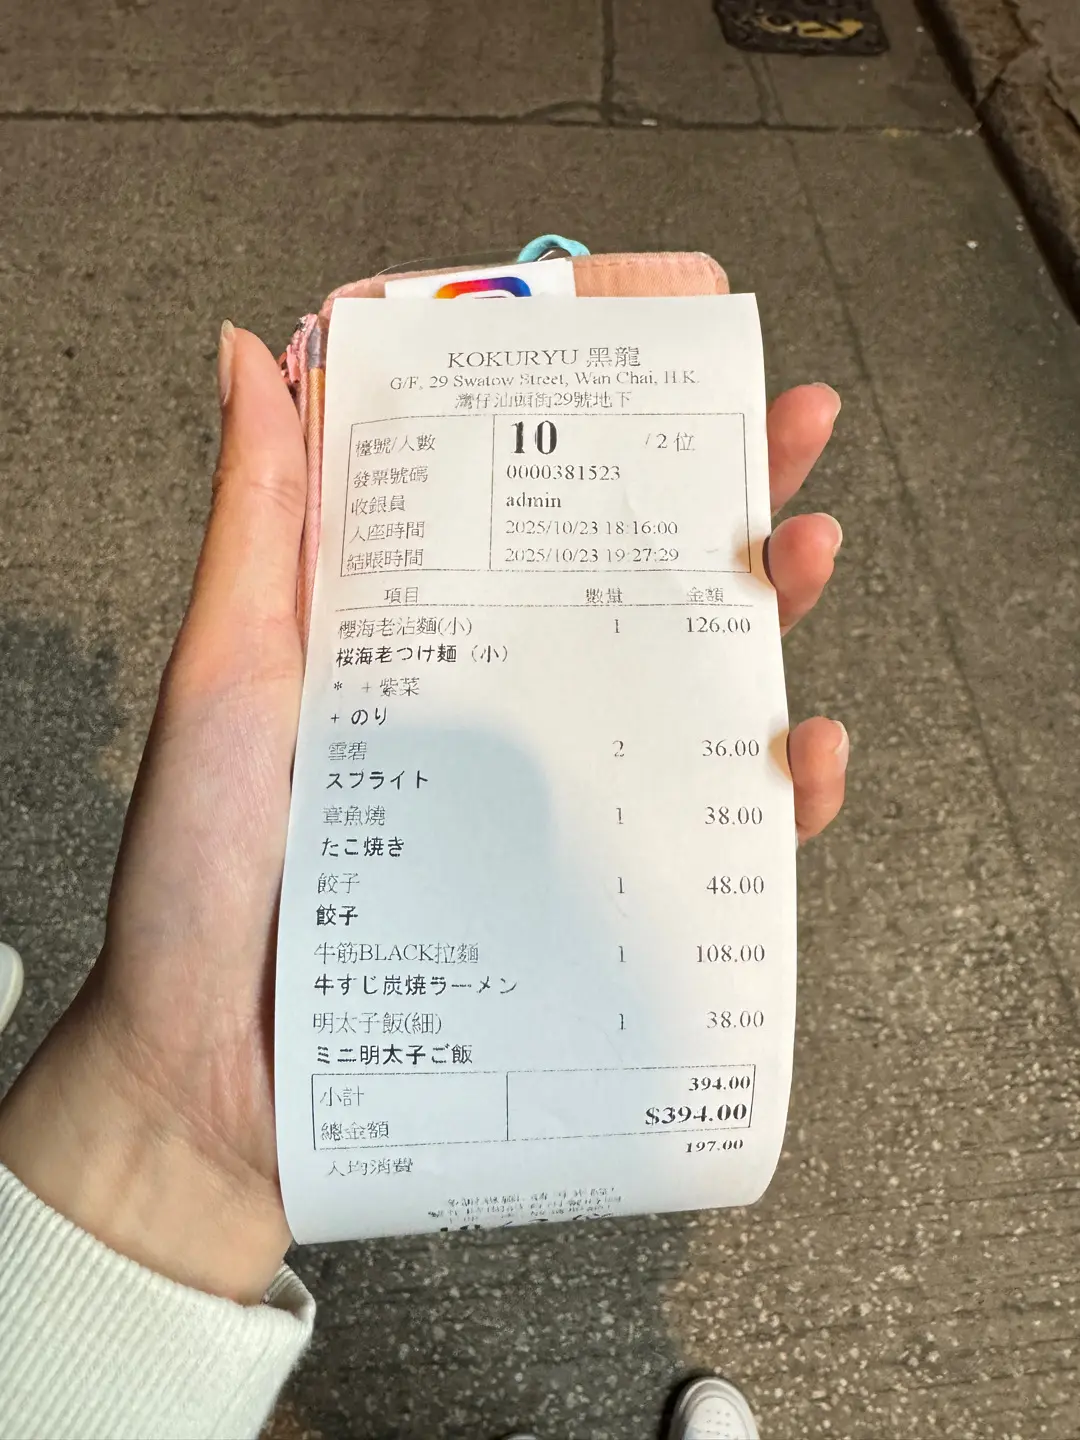 KOKURYU 黑龍
G/F, 29 Swatow Street, Wan Chai, H.K.
灣仔汕頭街29號地下
檯號/人數 10 / 2 位
發票號碼 0000381523
收銀員 admin
入座時間 2025/10/23 18:16:00
結賬時間 2025/10/23 19:27:29
項目 數量 金額
櫻海老沾麵(小) 1 126.00
桜海老つけ麺（小）
* + 紫菜
+ のり
雪碧 2 36.00
スプライト
章魚燒 1 38.00
たこ焼き
餃子 1 48.00
餃子
牛筋BLACK拉麵 1 108.00
牛すじ炭焼ラーメン
明太子飯(細) 1 38.00
ミニ明太子ご飯
小計 394.00
總金額 $394.00
人均消費 197.00